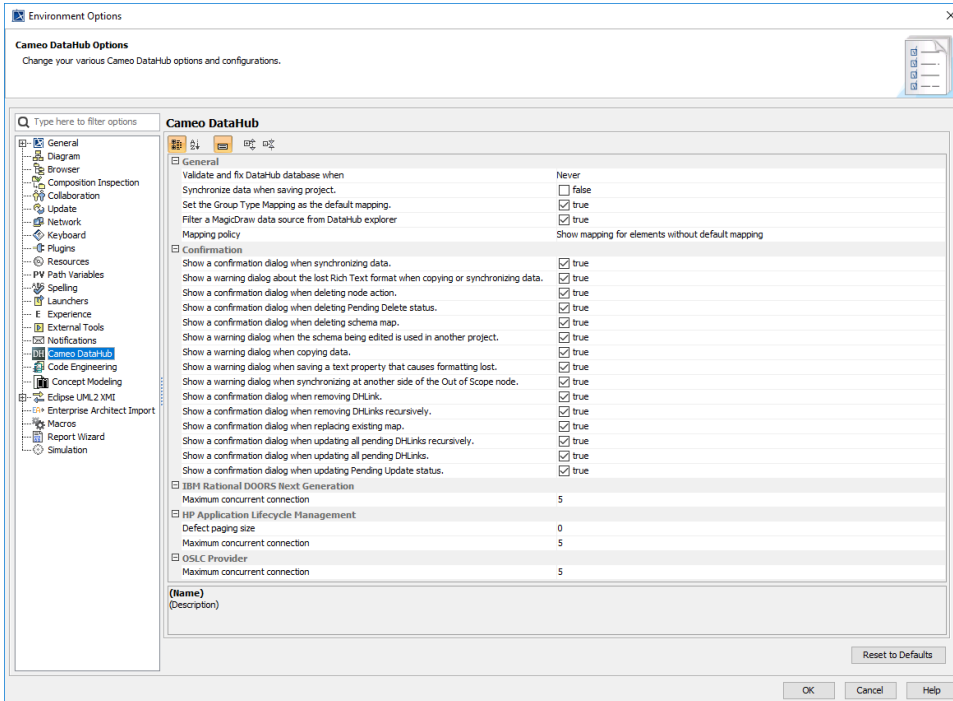 Environment Options
Cameo DataHub Options
Change your various Cameo DataHub options and configurations.
Type here to filter options
General
Diagram
Browser
Composition Inspection
Collaboration
Update
Network
Keyboard
Plugins
Resources
PV Path Variables
Spelling
Launchers
E Experience
External Tools
Notifications
DH Cameo DataHub
Code Engineering
Concept Modeling
Eclipse UML2 XMI
EA Enterprise Architect Import
Macros
Report Wizard
Simulation
Cameo DataHub
General
Validate and fix DataHub database when Never
Synchronize data when saving project. false
Set the Group Type Mapping as the default mapping. true
Filter a MagicDraw data source from DataHub explorer true
Mapping policy Show mapping for elements without default mapping
Confirmation
Show a confirmation dialog when synchronizing data. true
Show a warning dialog about the lost Rich Text format when copying or synchronizing data. true
Show a confirmation dialog when deleting node action. true
Show a confirmation dialog when deleting Pending Delete status. true
Show a confirmation dialog when deleting schema map. true
Show a warning dialog when the schema being edited is used in another project. true
Show a warning dialog when copying data. true
Show a warning dialog when saving a text property that causes formatting lost. true
Show a warning dialog when synchronizing at another side of the Out of Scope node. true
Show a confirmation dialog when removing DHLink. true
Show a confirmation dialog when removing DHLinks recursively. true
Show a confirmation dialog when replacing existing map. true
Show a confirmation dialog when updating all pending DHLinks recursively. true
Show a confirmation dialog when updating all pending DHLinks. true
Show a confirmation dialog when updating Pending Update status. true
IBM Rational DOORS Next Generation
Maximum concurrent connection 5
HP Application Lifecycle Management
Defect paging size 0
Maximum concurrent connection 5
OSLC Provider
Maximum concurrent connection 5
(Name)
(Description)
Reset to Defaults
OK Cancel Help